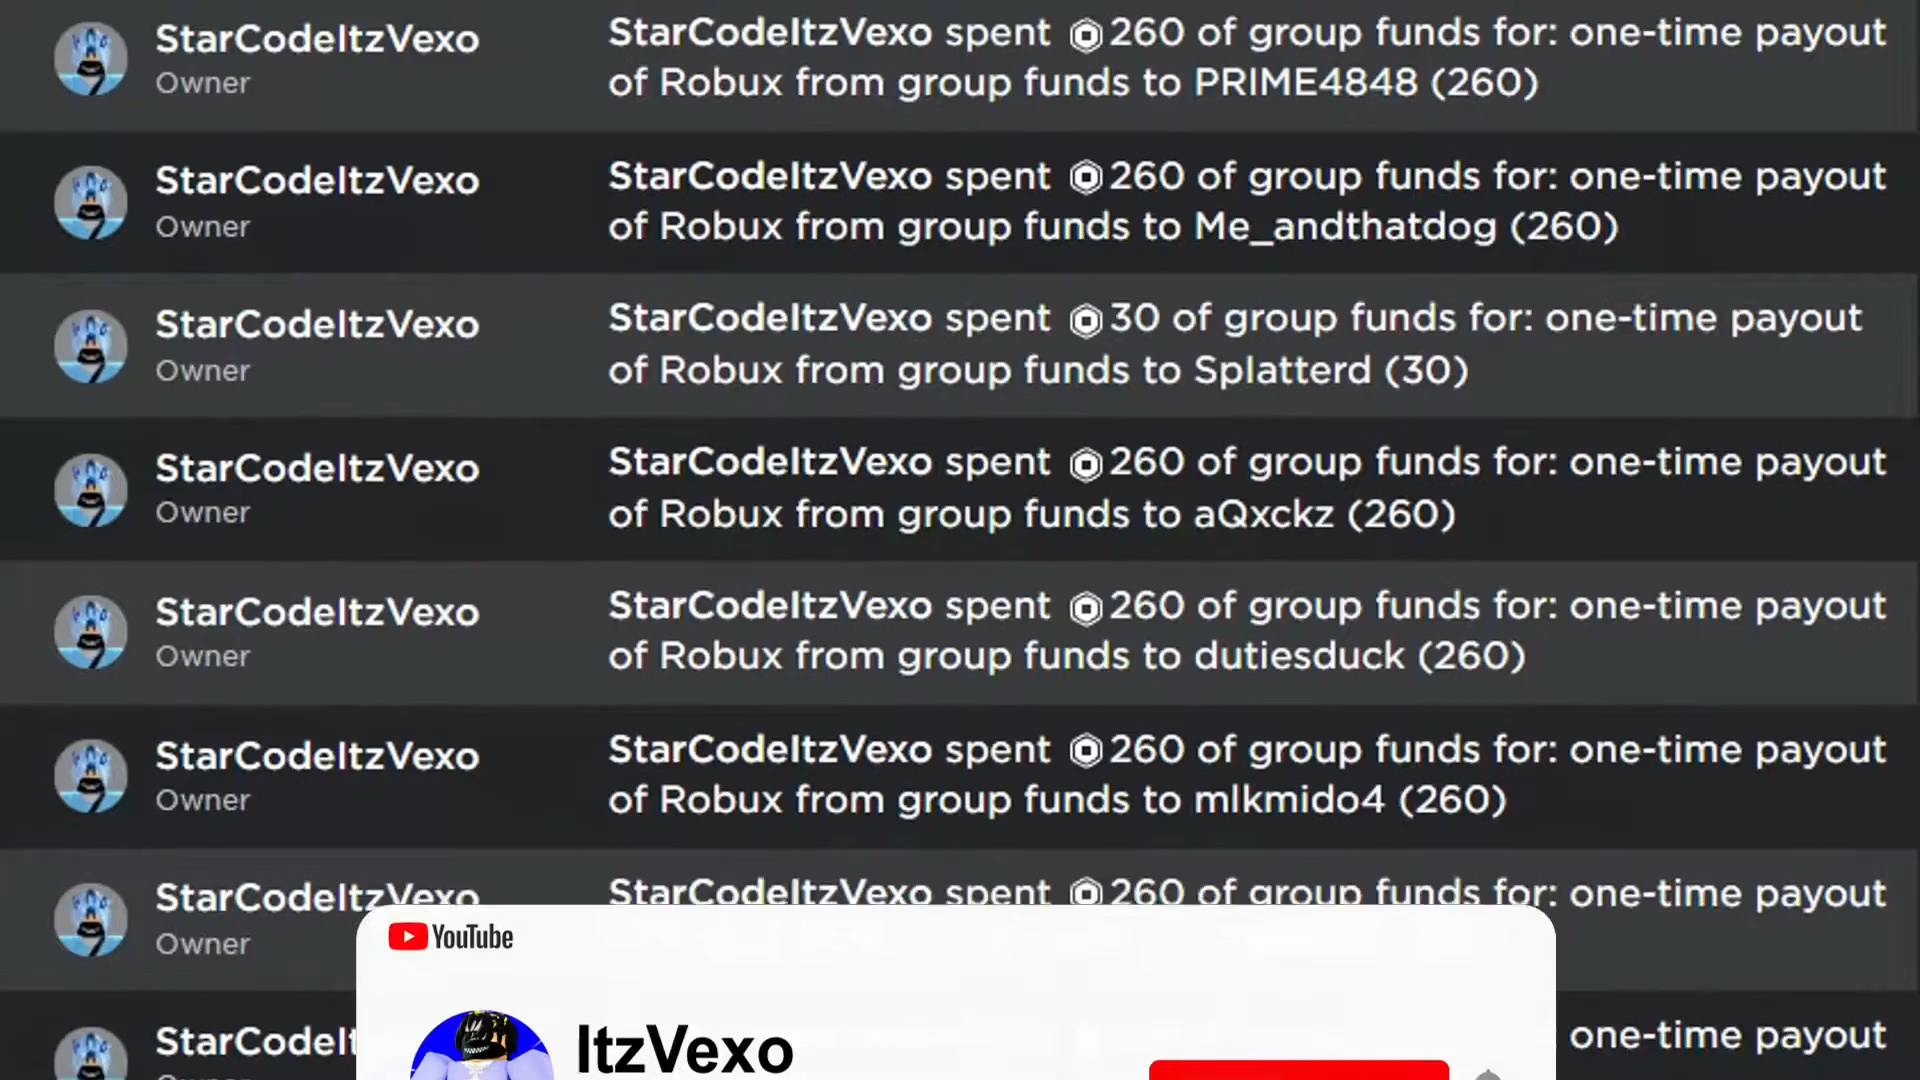 StarCodeItzVexo
Owner
StarCodeItzVexo spent 260 of group funds for: one-time payout
of Robux from group funds to PRIME4848 (260)
StarCodeItzVexo
Owner
StarCodeItzVexo spent 260 of group funds for: one-time payout
of Robux from group funds to Me_andthatdog (260)
StarCodeItzVexo
Owner
StarCodeItzVexo spent 30 of group funds for: one-time payout
of Robux from group funds to Splatterd (30)
StarCodeItzVexo
Owner
StarCodeItzVexo spent 260 of group funds for: one-time payout
of Robux from group funds to aQxckz (260)
StarCodeItzVexo
Owner
StarCodeItzVexo spent 260 of group funds for: one-time payout
of Robux from group funds to dutiesduck (260)
StarCodeItzVexo
Owner
StarCodeItzVexo spent 260 of group funds for: one-time payout
of Robux from group funds to mlkmido4 (260)
StarCodeItzVexo
Owner
StarCodeItzVexo spent 260 of group funds for: one-time payout
YouTube
StarCodeIt
one-time payout
ItzVexo